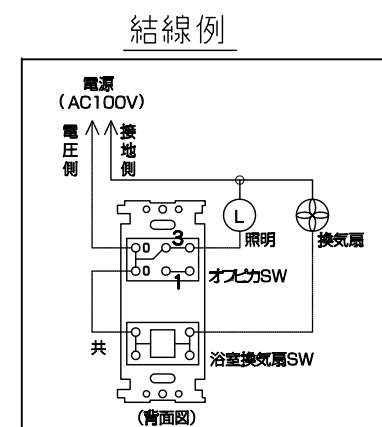 結線例
電源
(AC100V)
電圧側
接地側
L
照明
換気扇
0
3
0
1
オフピカSW
共
浴室換気扇SW
(背面図)